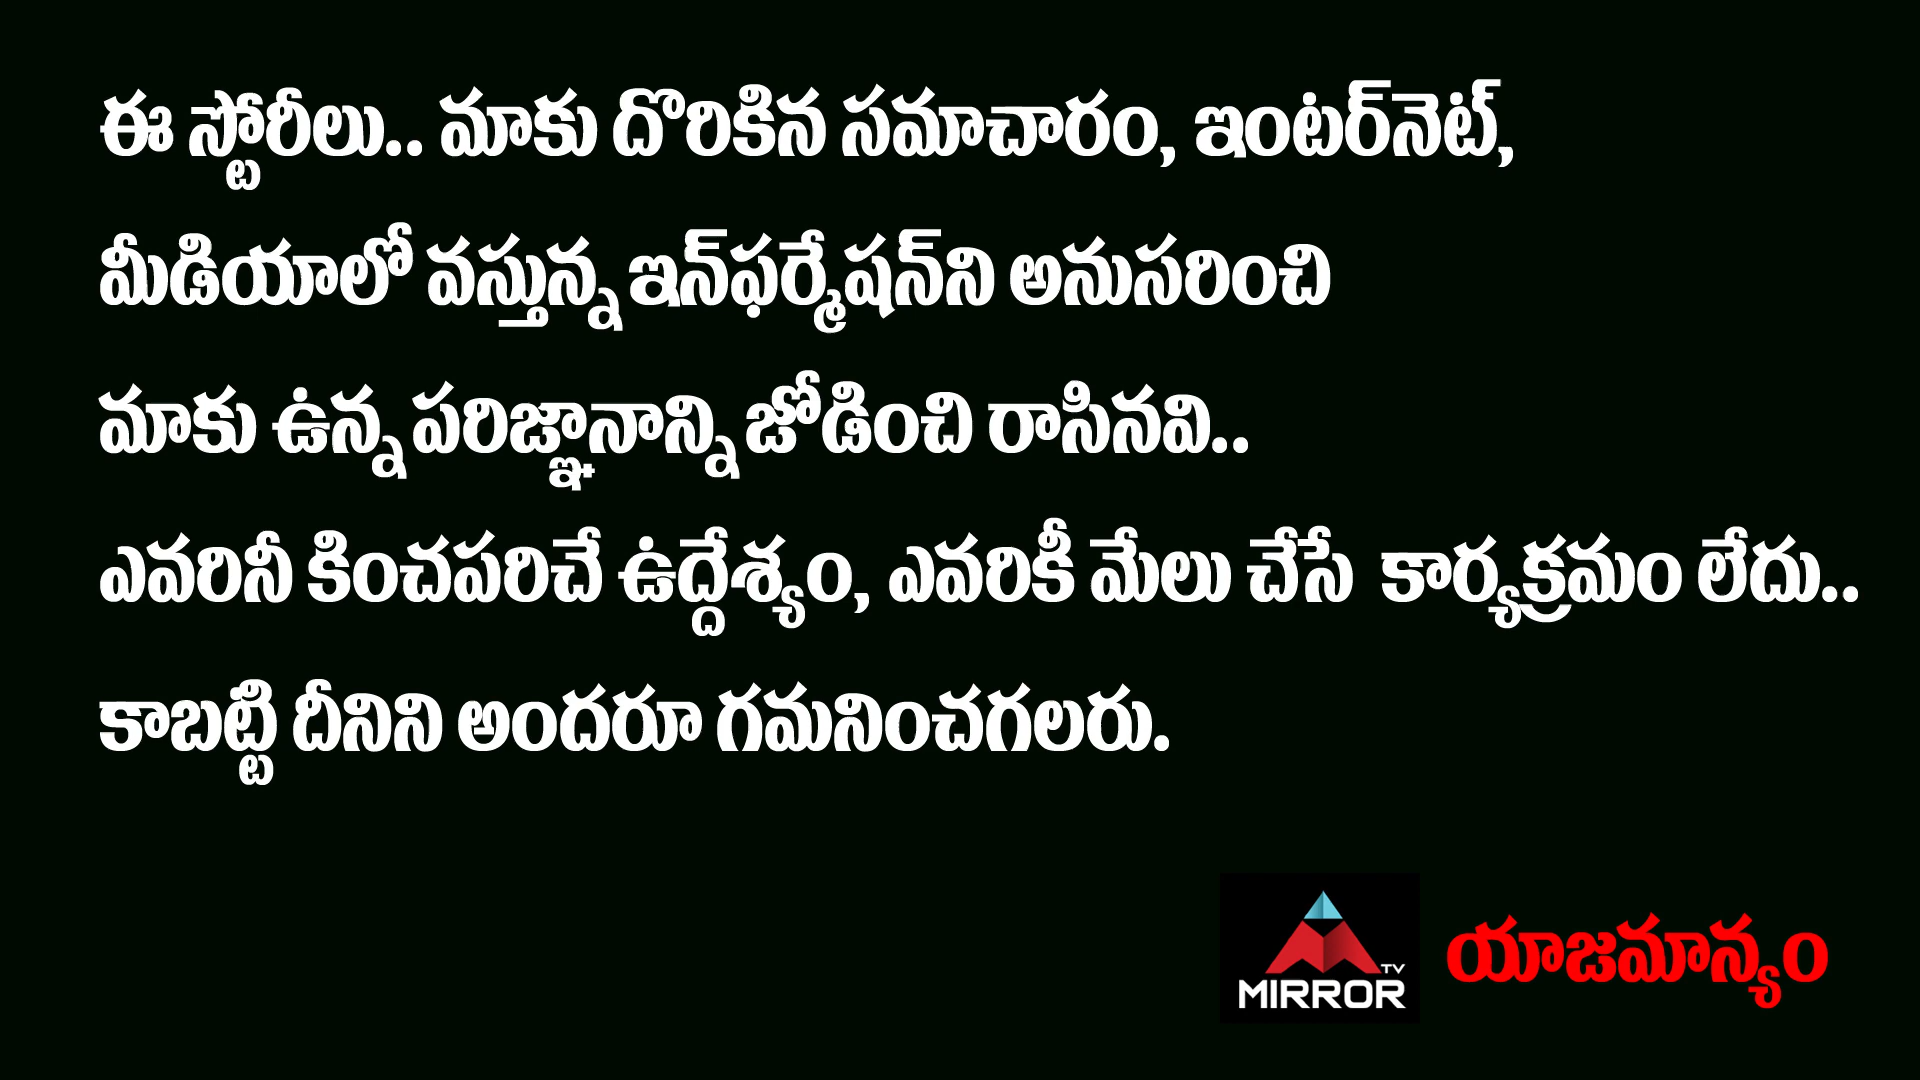 ఈ స్టోరీలు.. మాకు దొరికిన సమాచారం, ఇంటర్‌నెట్,
మీడియాలో వస్తున్న ఇన్‌ఫర్మేషన్‌ని అనుసరించి
మాకు ఉన్న పరిజ్ఞానాన్ని జోడించి రాసినవి..
ఎవరినీ కించపరిచే ఉద్దేశ్యం, ఎవరికీ మేలు చేసే కార్యక్రమం లేదు..
కాబట్టి దీనిని అందరూ గమనించగలరు.
TV
MIRROR
యాజమాన్యం